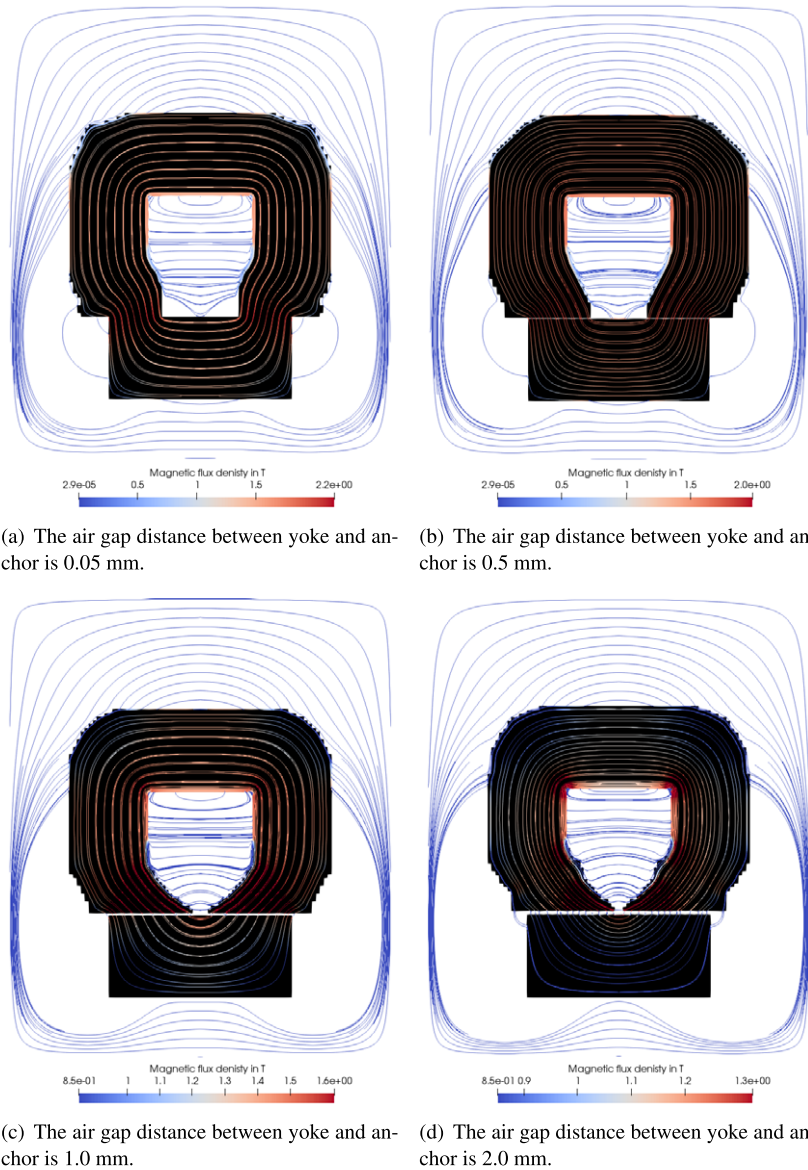 Magnetic flux denisty in T
2.9e-05 0.5 1 1.5 2.2e+00
(a) The air gap distance between yoke and an-
chor is 0.05 mm.
Magnetic flux denisty in T
2.9e-05 0.5 1 1.5 2.0e+00
(b) The air gap distance between yoke and an
chor is 0.5 mm.
Magnetic flux denisty in T
8.5e-01 1 1.1 1.2 1.3 1.4 1.5 1.6e+00
(c) The air gap distance between yoke and an-
chor is 1.0 mm.
Magnetic flux denisty in T
8.5e-01 0.9 1 1.1 1.2 1.3e+00
(d) The air gap distance between yoke and an
chor is 2.0 mm.